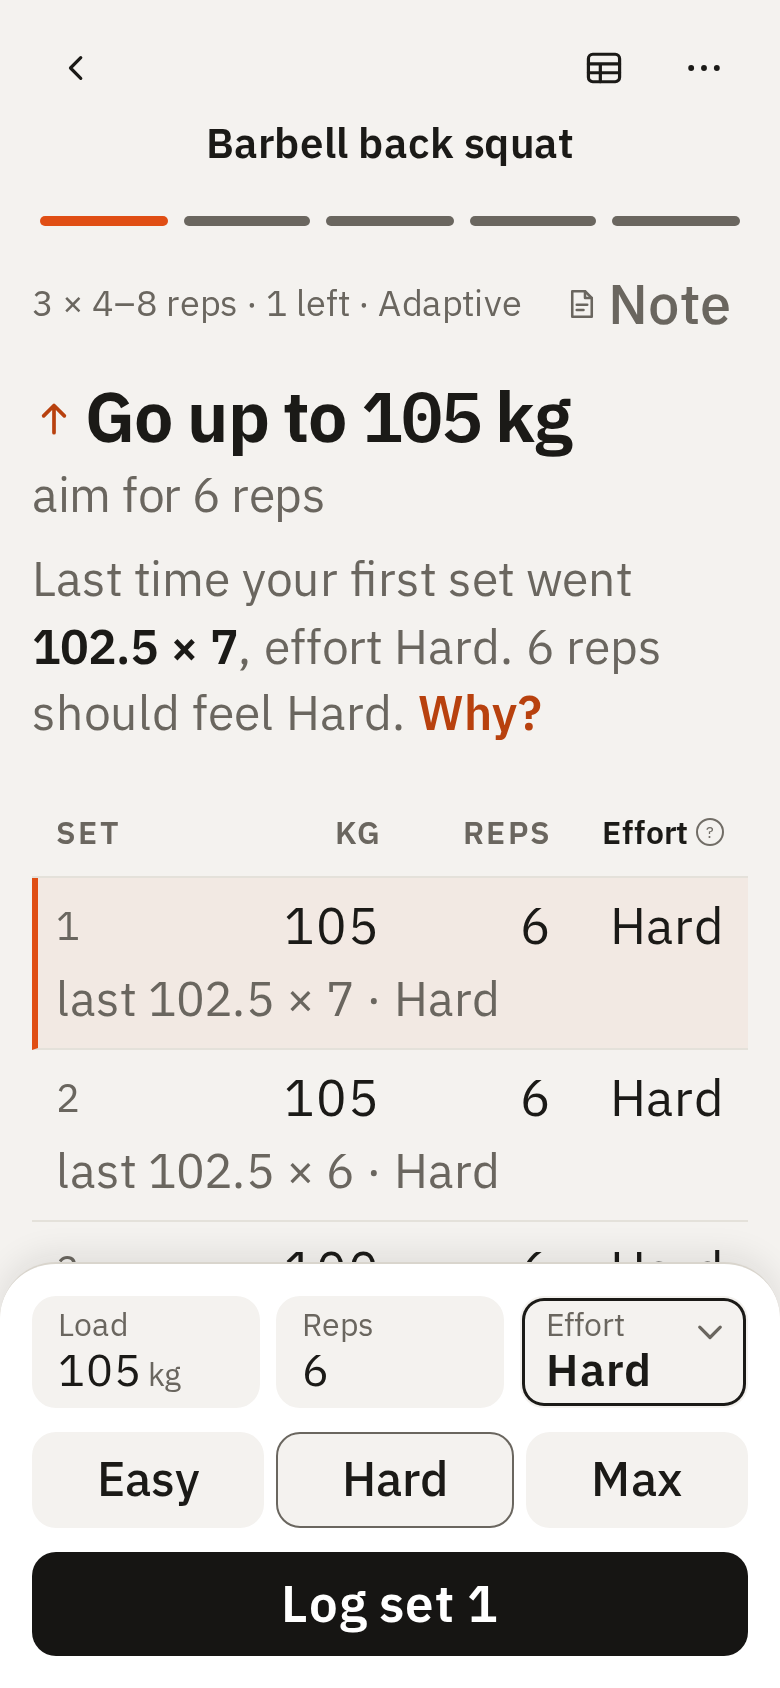 Barbell back squat
3 × 4–8 reps · 1 left · Adaptive Note
↑ Go up to 105 kg
aim for 6 reps
Last time your first set went
102.5 × 7, effort Hard. 6 reps
should feel Hard. Why?
SET KG REPS Effort ?
1 105 6 Hard
last 102.5 × 7 · Hard
2 105 6 Hard
last 102.5 × 6 · Hard
Load Reps Effort
105 kg 6 Hard
Easy Hard Max
Log set 1